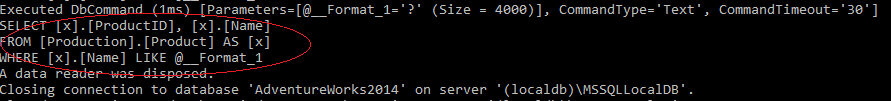 Executed DbCommand (1ms) [Parameters=[@__Format_1='?' (Size = 4000)], CommandType='Text', CommandTimeout='30']
SELECT [x].[ProductID], [x].[Name]
FROM [Production].[Product] AS [x]
WHERE [x].[Name] LIKE @__Format_1
A data reader was disposed.
Closing connection to database 'AdventureWorks2014' on server '(localdb)\MSSQLLocalDB'.